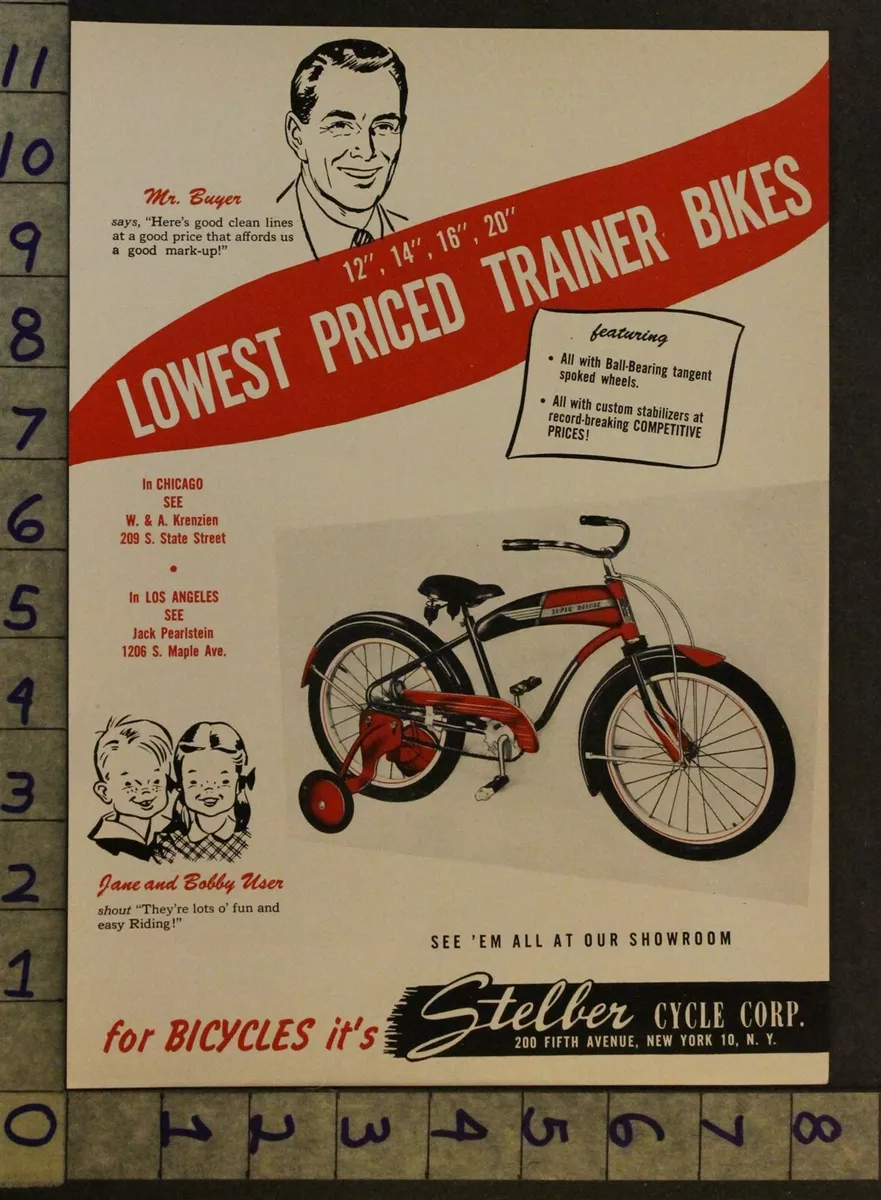 Mr. Buyer
says, "Here's good clean lines
at a good price that affords us
a good mark-up!"
12", 14", 16", 20"
LOWEST PRICED TRAINER BIKES
featuring
• All with Ball-Bearing tangent
spoked wheels.
• All with custom stabilizers at
record-breaking COMPETITIVE
PRICES!
In CHICAGO
SEE
W. & A. Krenzien
209 S. State Street
•
In LOS ANGELES
SEE
Jack Pearlstein
1206 S. Maple Ave.
SUPER DELUXE
Jane and Bobby User
shout "They're lots o' fun and
easy Riding!"
SEE 'EM ALL AT OUR SHOWROOM
for BICYCLES it's Stelber CYCLE CORP.
200 FIFTH AVENUE, NEW YORK 10, N. Y.
11
10
9
8
7
6
5
4
3
2
1
0
1
2
3
4
5
6
7
8